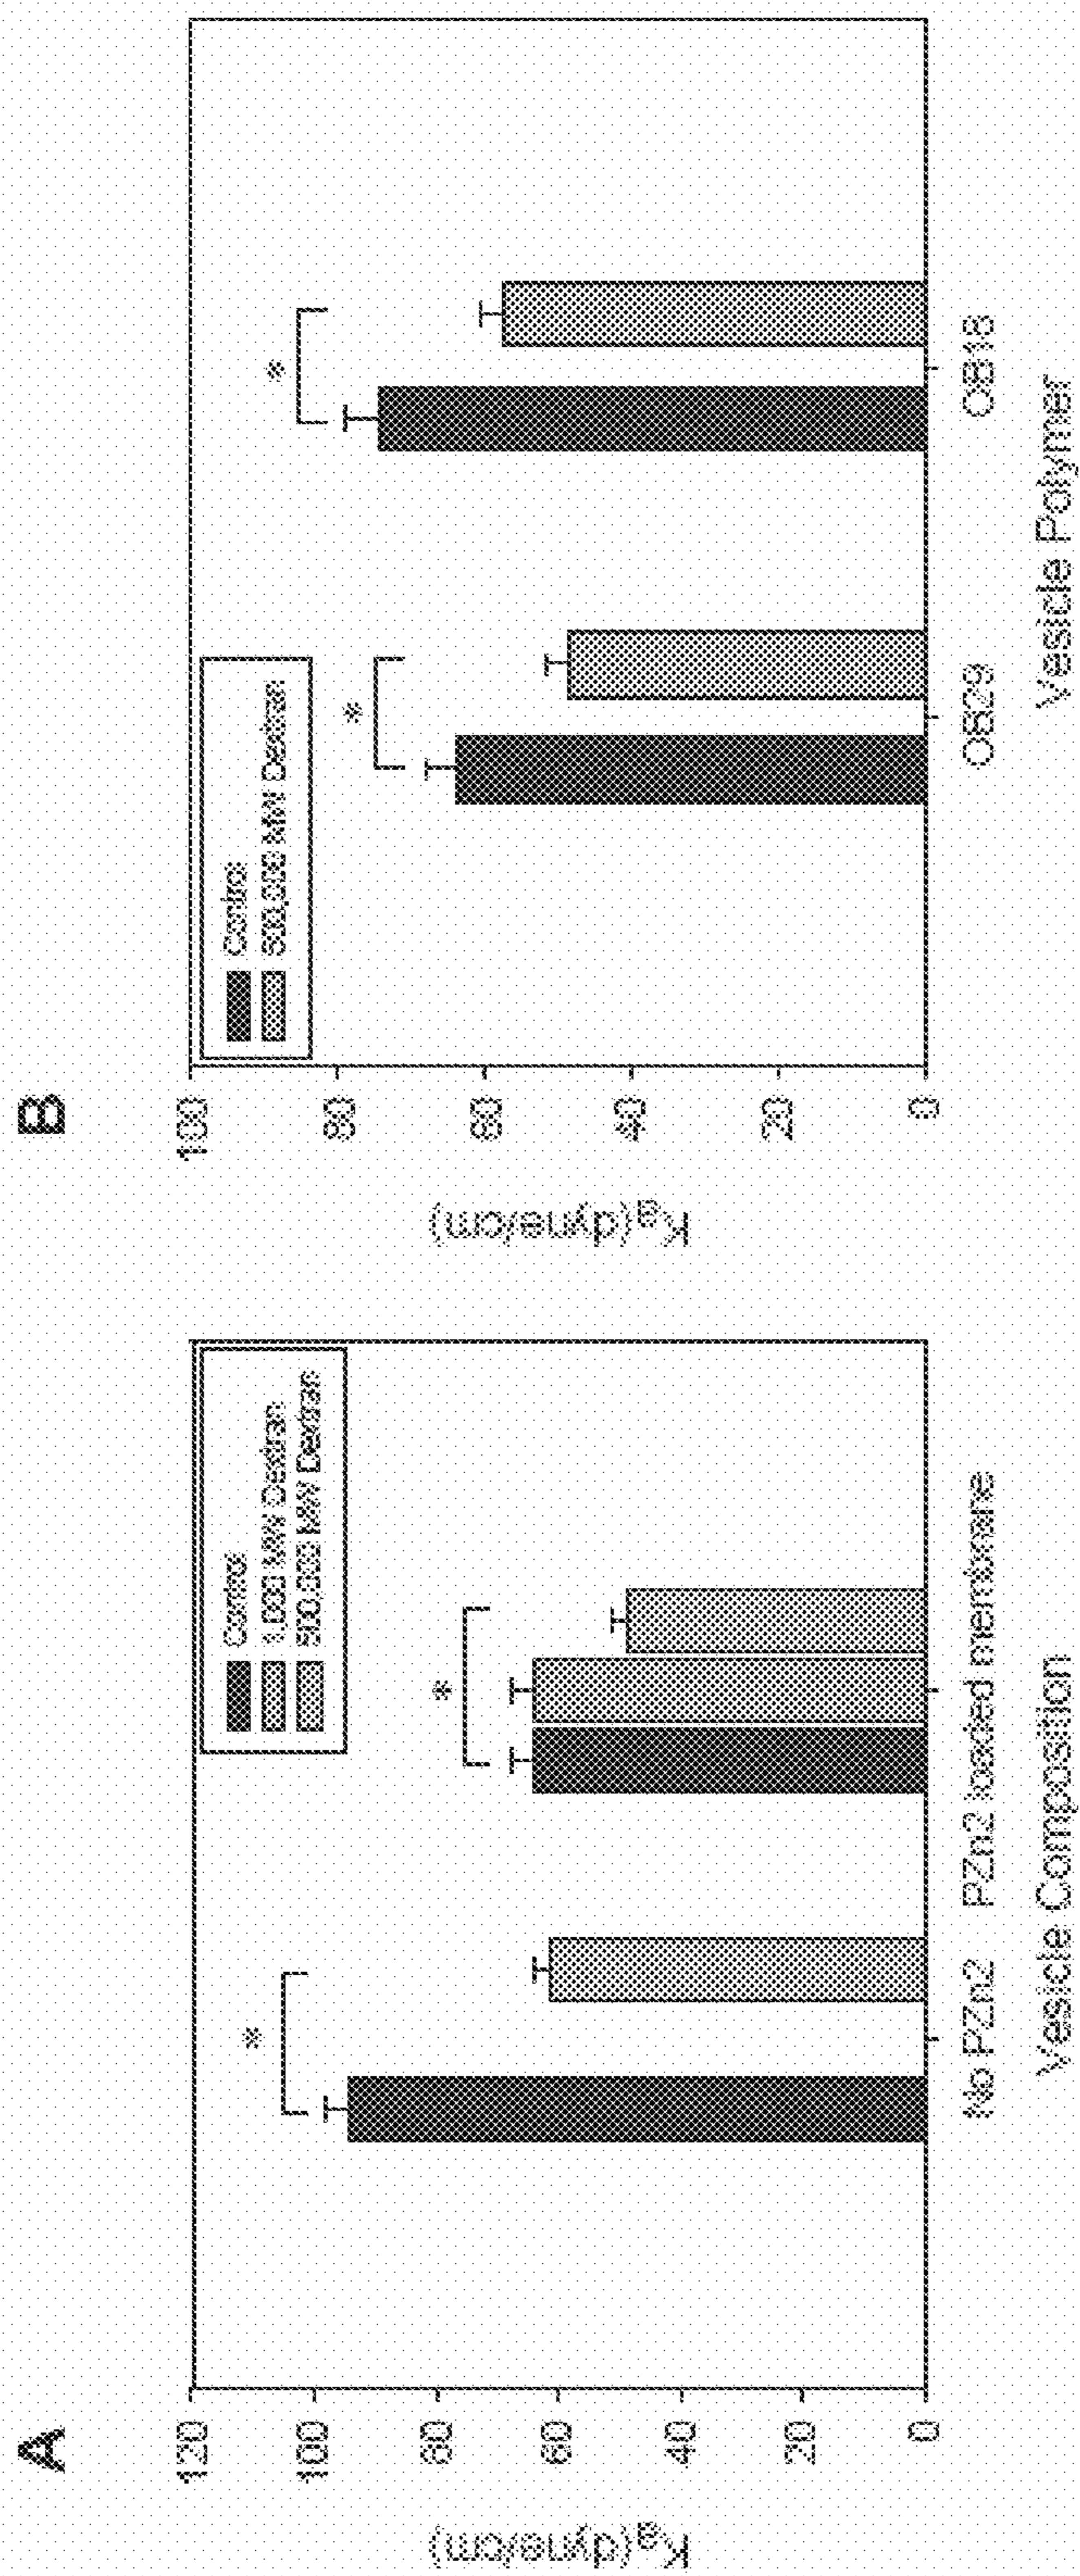 A
Kₐ(dyne/cm)
120
100
80
60
40
20
0
Control
1,000 MW Dextran
500,000 MW Dextran
*
*
No PZn2
PZn2 loaded membrane
Vesicle Composition
B
Kₐ(dyne/cm)
100
80
60
40
20
0
Control
500,000 MW Dextran
*
*
OB29
OB18
Vesicle Polymer